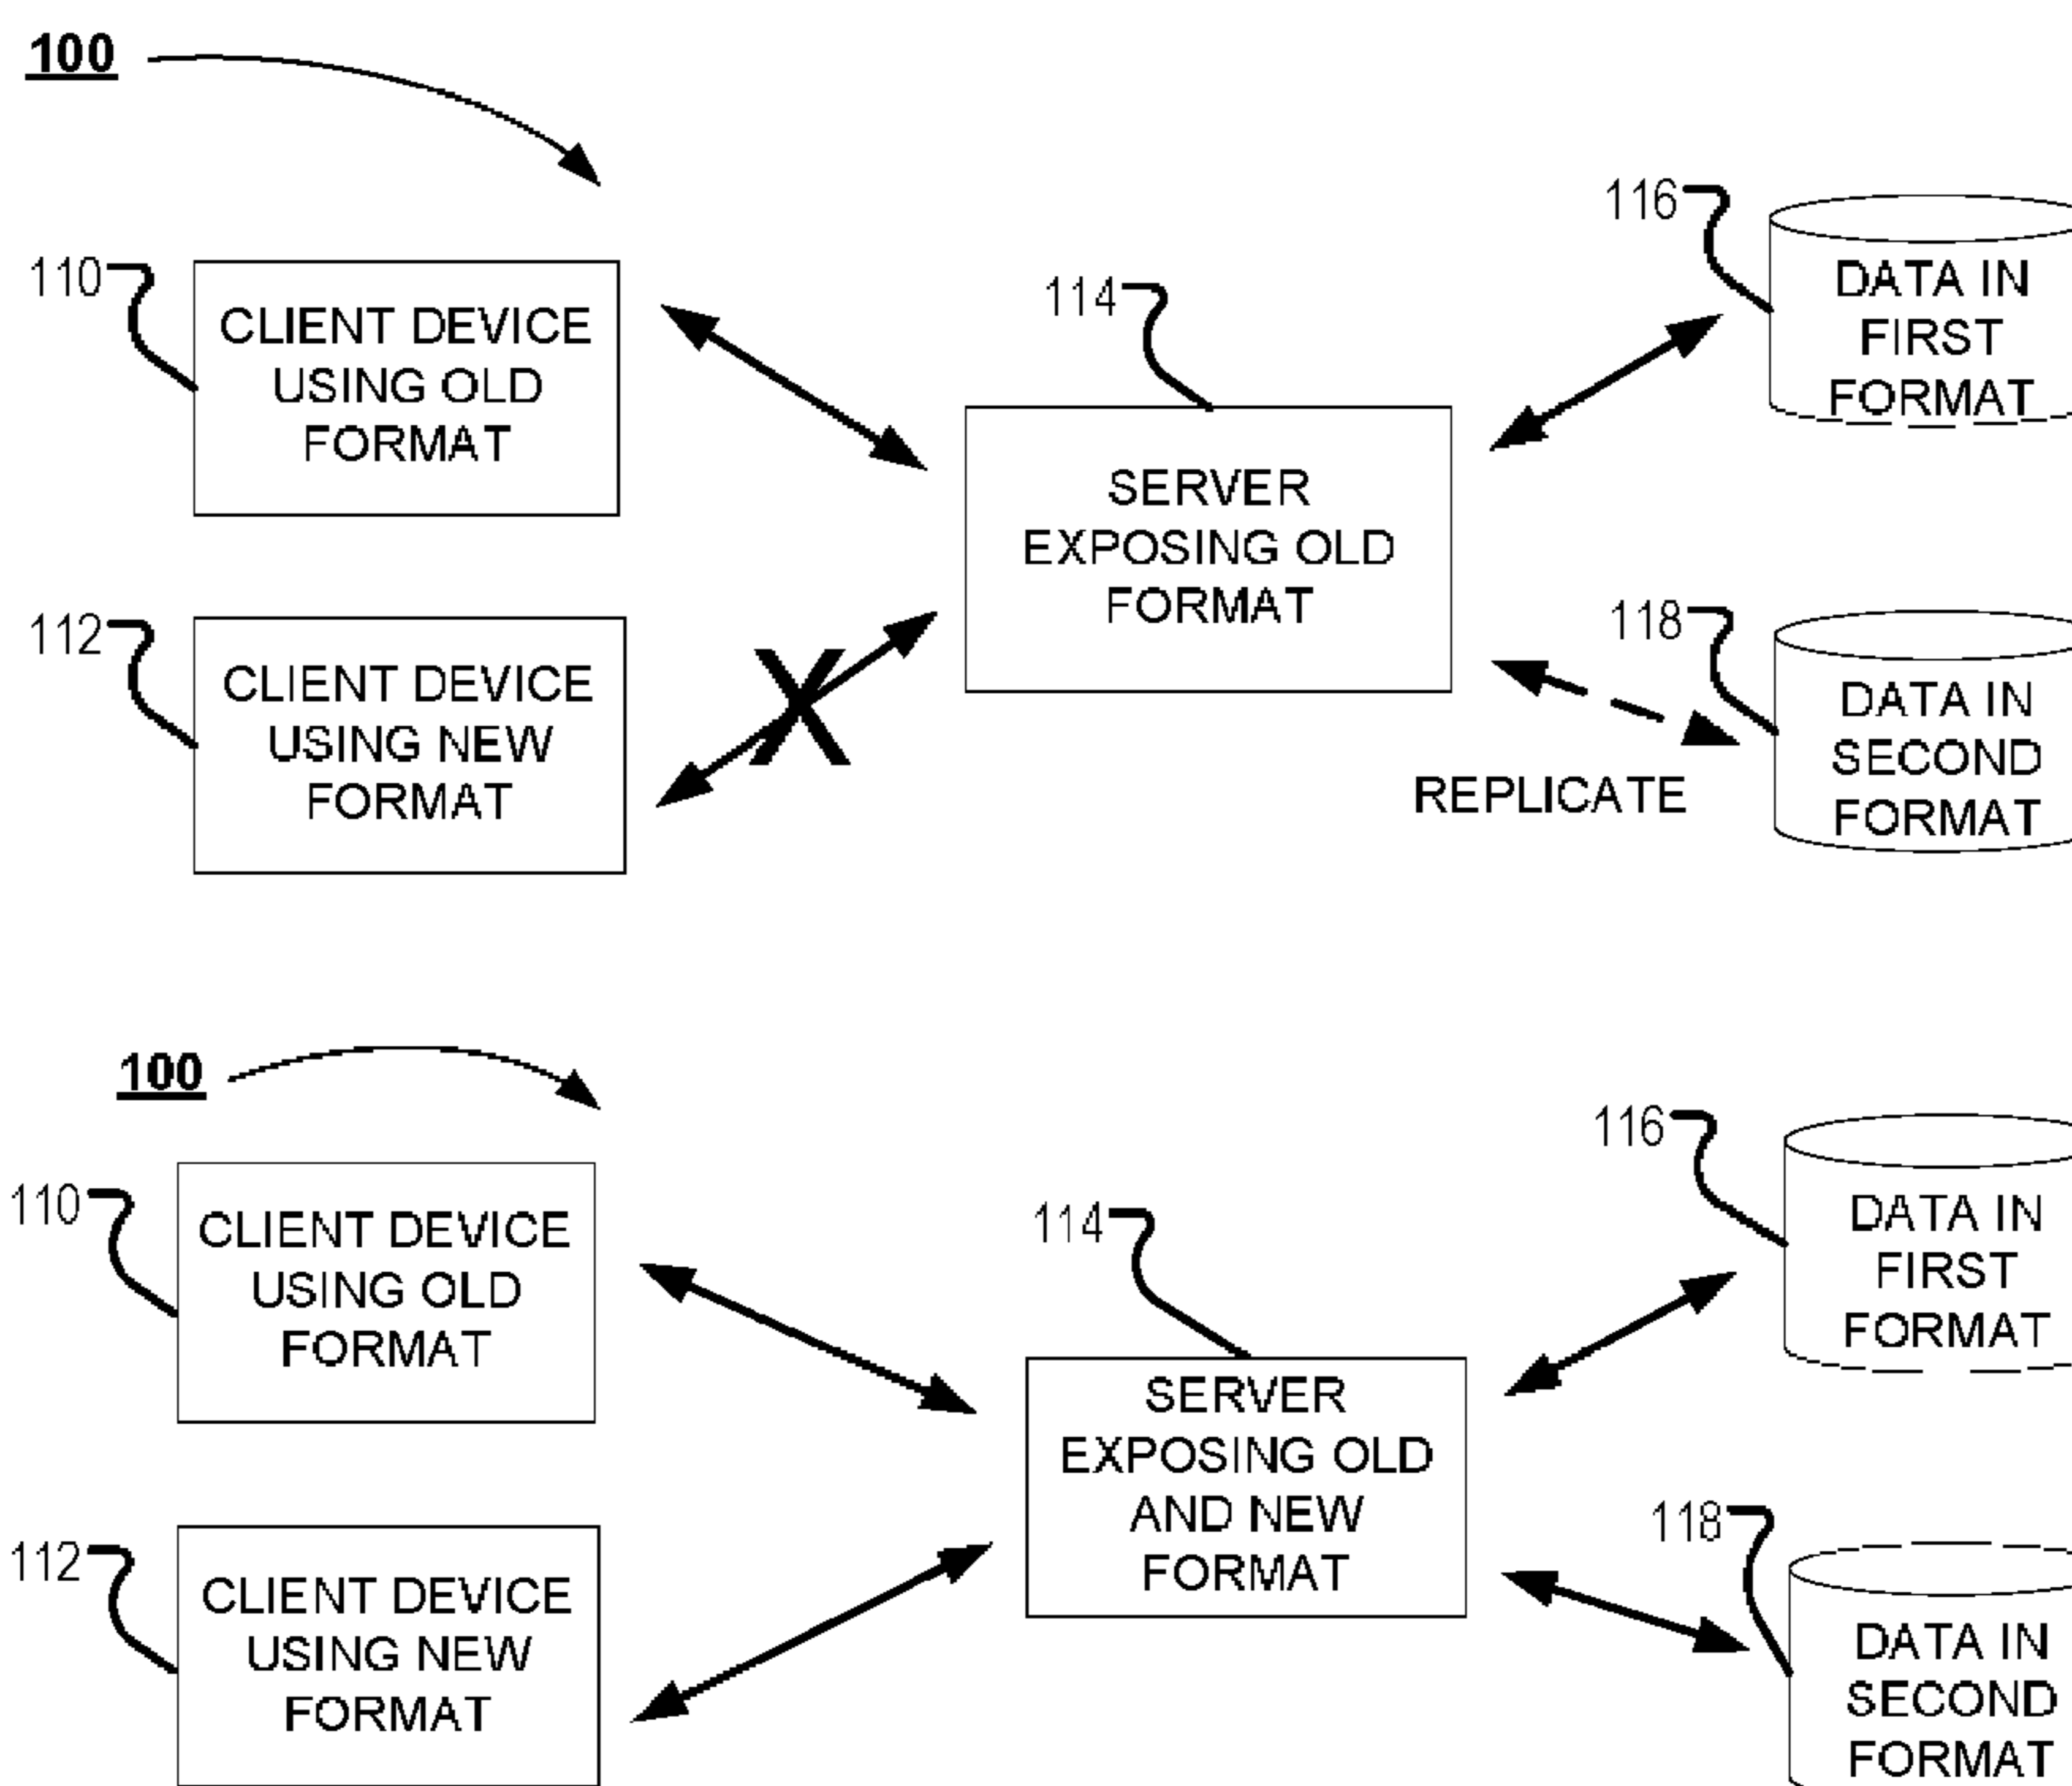 100
110
CLIENT DEVICE
USING OLD
FORMAT
114
SERVER
EXPOSING OLD
FORMAT
116
DATA IN
FIRST
FORMAT
112
CLIENT DEVICE
USING NEW
FORMAT
X
118
DATA IN
SECOND
FORMAT
REPLICATE
100
110
CLIENT DEVICE
USING OLD
FORMAT
114
SERVER
EXPOSING OLD
AND NEW
FORMAT
116
DATA IN
FIRST
FORMAT
112
CLIENT DEVICE
USING NEW
FORMAT
118
DATA IN
SECOND
FORMAT